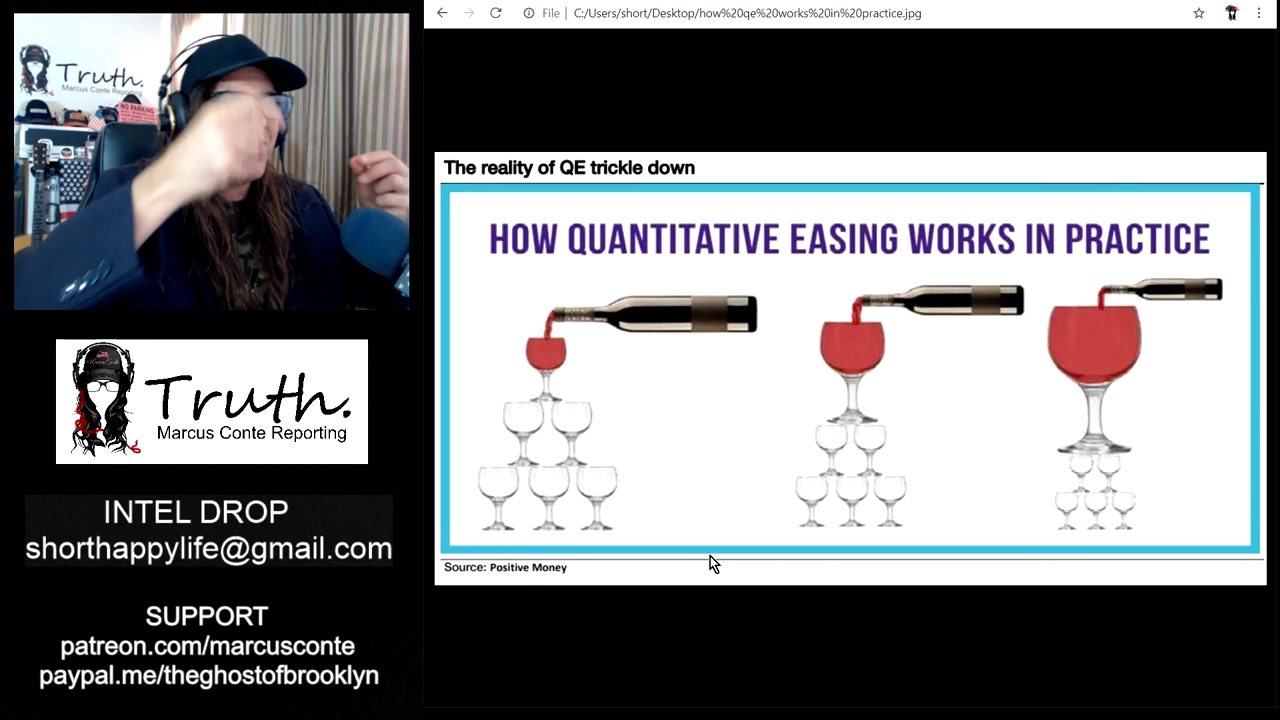 Truth.
Marcus Conte Reporting
NO PARKING
Truth.
Marcus Conte Reporting
INTEL DROP
shorthappylife@gmail.com
SUPPORT
patreon.com/marcusconte
paypal.me/theghostofbrooklyn
File | C:/Users/short/Desktop/how%20qe%20works%20in%20practice.jpg
The reality of QE trickle down
HOW QUANTITATIVE EASING WORKS IN PRACTICE
Source: Positive Money